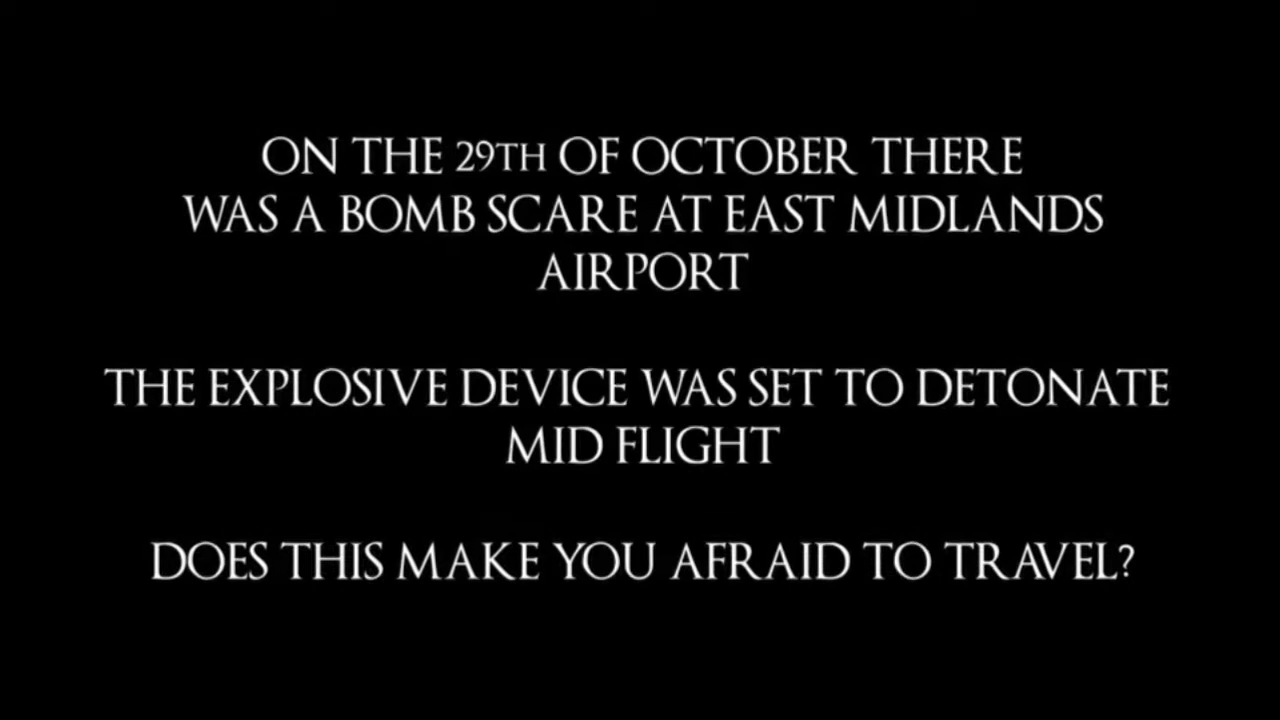 ON THE 29TH OF OCTOBER THERE
WAS A BOMB SCARE AT EAST MIDLANDS
AIRPORT
THE EXPLOSIVE DEVICE WAS SET TO DETONATE
MID FLIGHT
DOES THIS MAKE YOU AFRAID TO TRAVEL?